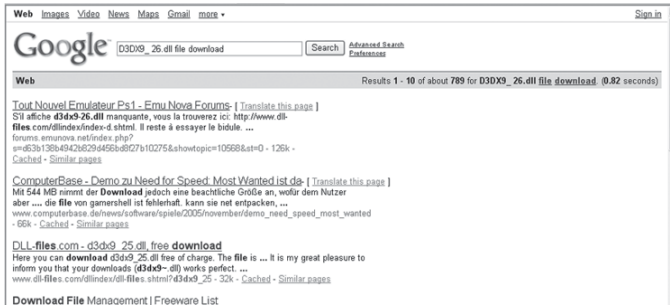 Web Images Video News Maps Gmail more Sign in
Google D3DX9_ 26.dll file download Search Advanced Search
Preferences
Web Results 1 - 10 of about 789 for D3DX9_ 26.dll file download. (0.82 seconds)
Tout Nouvel Emulateur Ps1 - Emu Nova Forums- [ Translate this page ]
S'il affiche d3dx9-26.dll manquante, vous la trouverez ici: http://www.dll-
files.com/dllindex/index-d.shtml. Il reste á essayer le bidule. ...
forums.emunova.net/index.php?
s=d63b138b4942b829d456bd8f27b10275&showtopic=10568&st=0 - 126k -
Cached - Similar pages
ComputerBase - Demo zu Need for Speed: Most Wanted ist da- [ Translate this page ]
Mit 544 MB nimmt der Download jedoch eine beachtliche Größe an, wofür dem Nutzer
aber .... die file von gamershell ist fehlerhaft. kann sie net entpacken, ...
www.computerbase.de/news/software/spiele/2005/november/demo_need_speed_most_wanted
- 66k - Cached - Similar pages
DLL-files.com - d3dx9_25.dll, free download
Here you can download d3dx9_25.dll free of charge. The file is ... It is my great pleasure to
inform you that your downloads (d3dx9~.dll) works perfect. ...
www.dll-files.com/dllindex/dll-files.shtml?d3dx9_25 - 32k - Cached - Similar pages
Download File Management | Freeware List